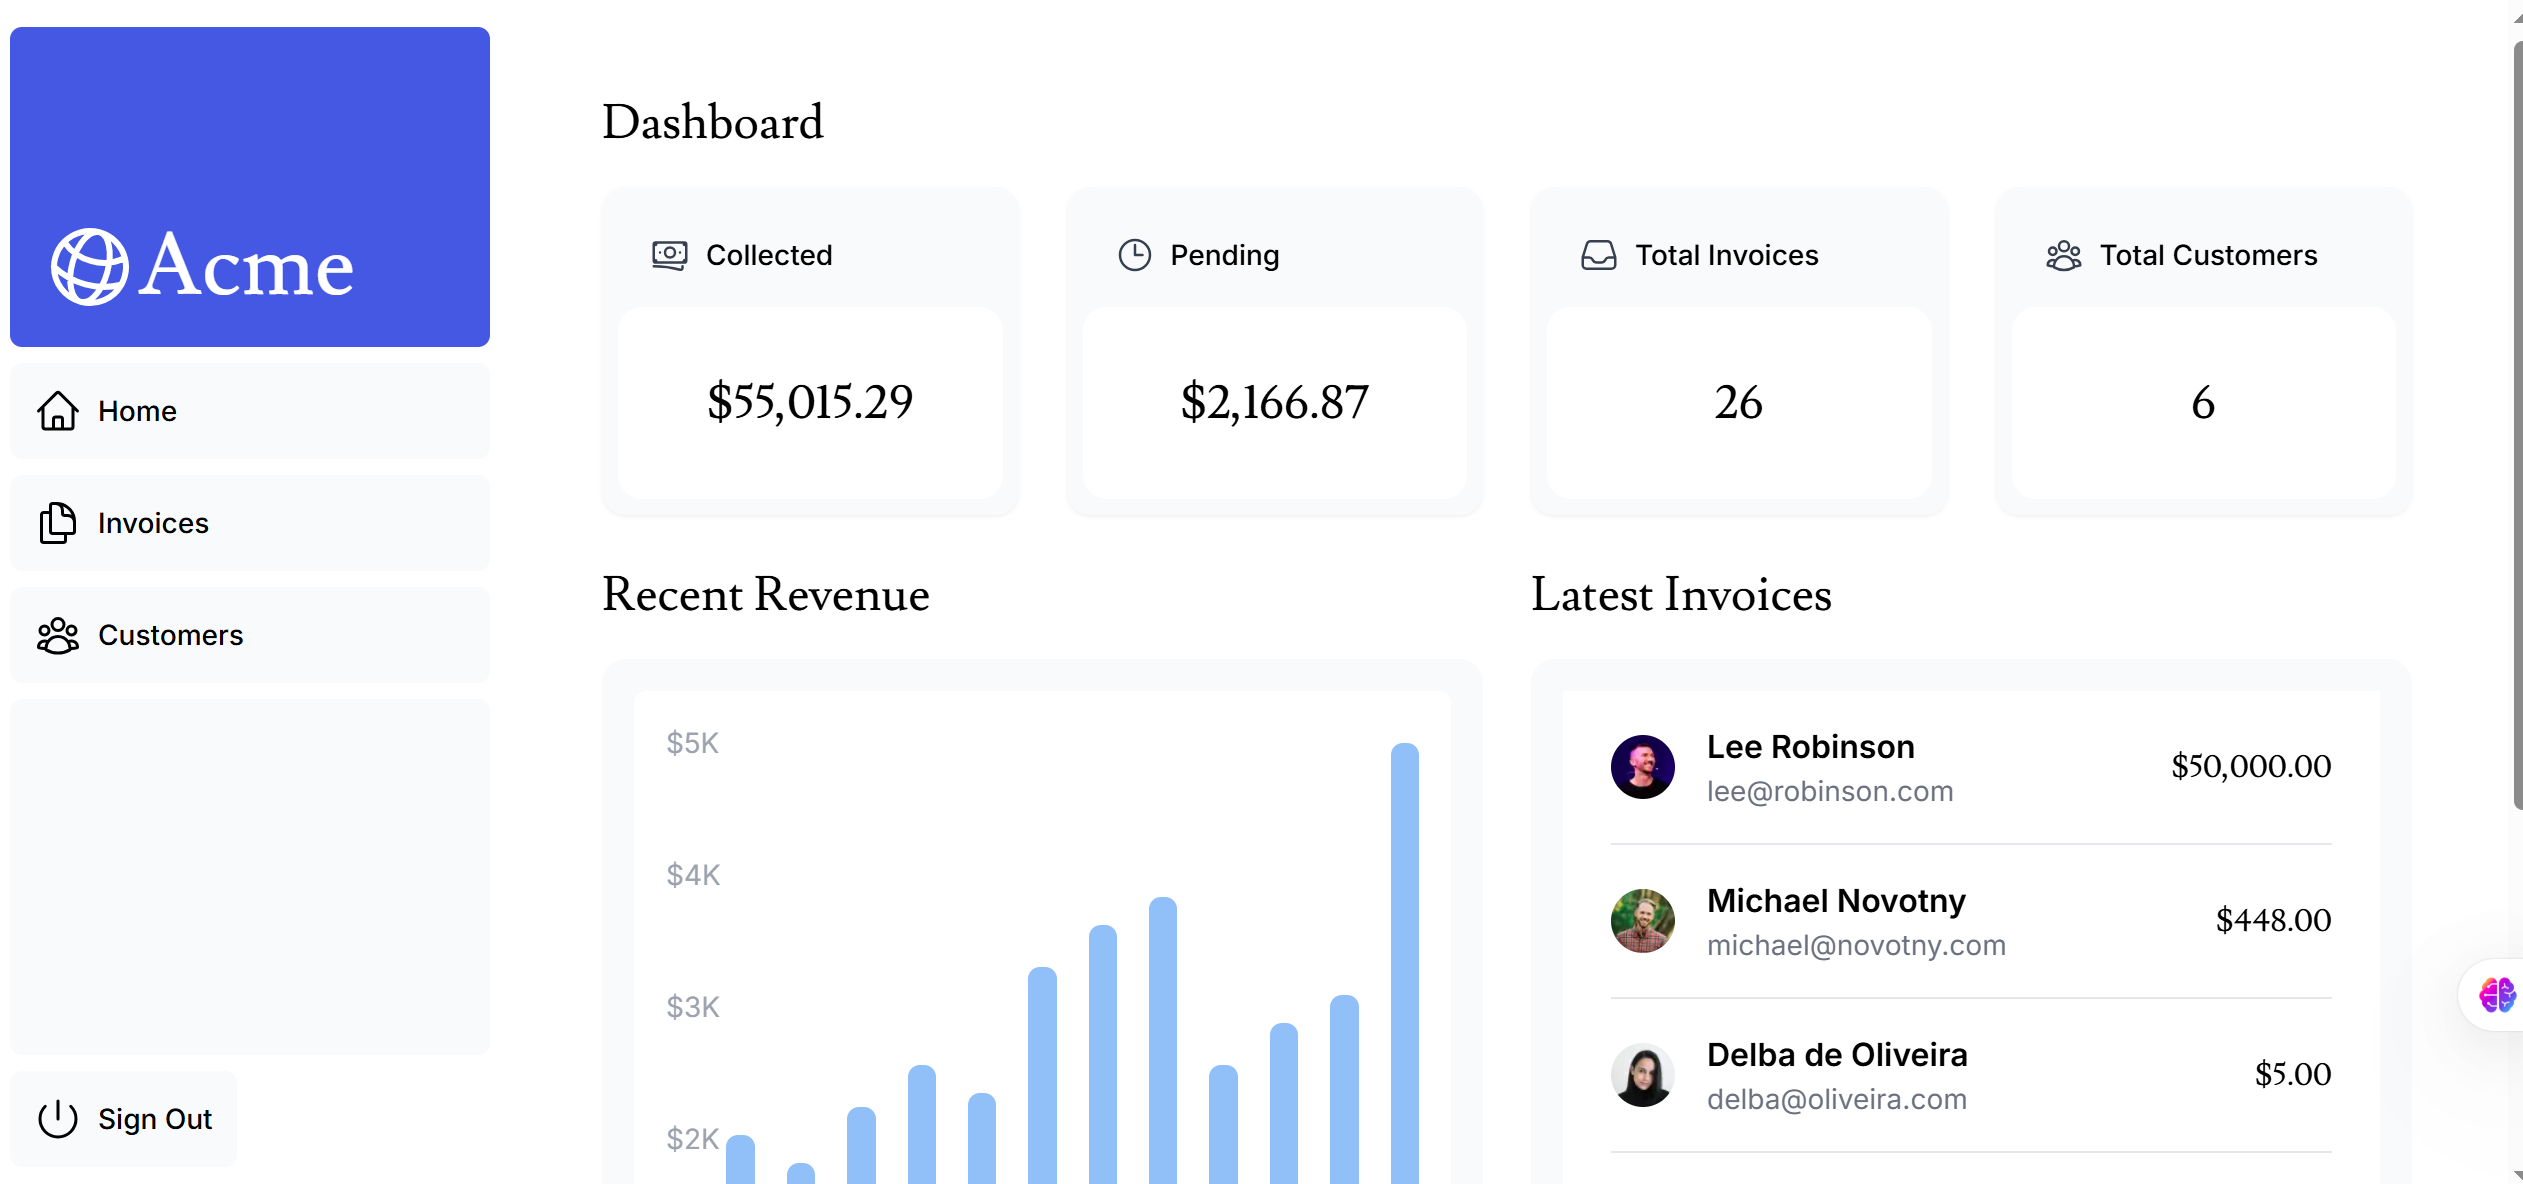 Acme
Home
Invoices
Customers
Sign Out
Dashboard
Collected
$55,015.29
Pending
$2,166.87
Total Invoices
26
Total Customers
6
Recent Revenue
$5K
$4K
$3K
$2K
Latest Invoices
Lee Robinson
lee@robinson.com
$50,000.00
Michael Novotny
michael@novotny.com
$448.00
Delba de Oliveira
delba@oliveira.com
$5.00